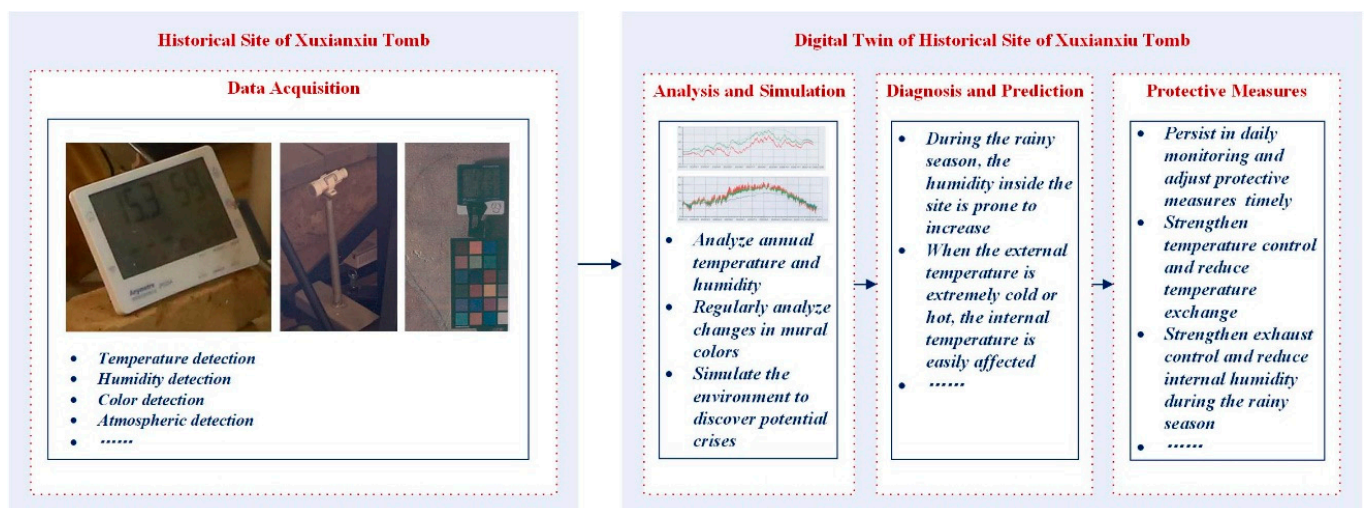 Historical Site of Xuxianxiu Tomb
Data Acquisition
• Temperature detection
• Humidity detection
• Color detection
• Atmospheric detection
• ······
Digital Twin of Historical Site of Xuxianxiu Tomb
Analysis and Simulation
• Analyze annual
temperature and
humidity
• Regularly analyze
changes in mural
colors
• Simulate the
environment to
discover potential
crises
Diagnosis and Prediction
• During the rainy
season, the
humidity inside the
site is prone to
increase
• When the external
temperature is
extremely cold or
hot, the internal
temperature is
easily affected
• ······
Protective Measures
• Persist in daily
monitoring and
adjust protective
measures timely
• Strengthen
temperature control
and reduce
temperature
exchange
• Strengthen exhaust
control and reduce
internal humidity
during the rainy
season
• ······